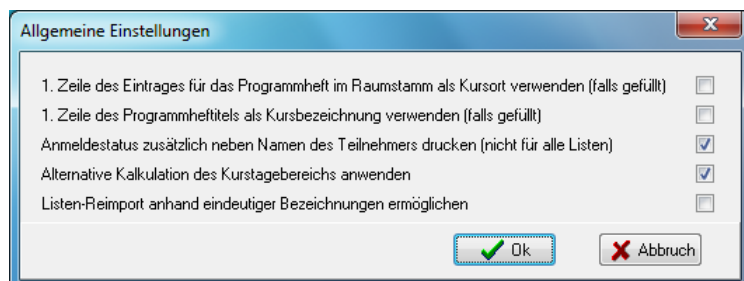 Allgemeine Einstellungen
1. Zeile des Eintrages für das Programmheft im Raumstamm als Kursort verwenden (falls gefüllt)
1. Zeile des Programmheftitels als Kursbezeichnung verwenden (falls gefüllt)
Anmeldestatus zusätzlich neben Namen des Teilnehmers drucken (nicht für alle Listen)
Alternative Kalkulation des Kurstagebereichs anwenden
Listen-Reimport anhand eindeutiger Bezeichnungen ermöglichen
Ok Abbruch